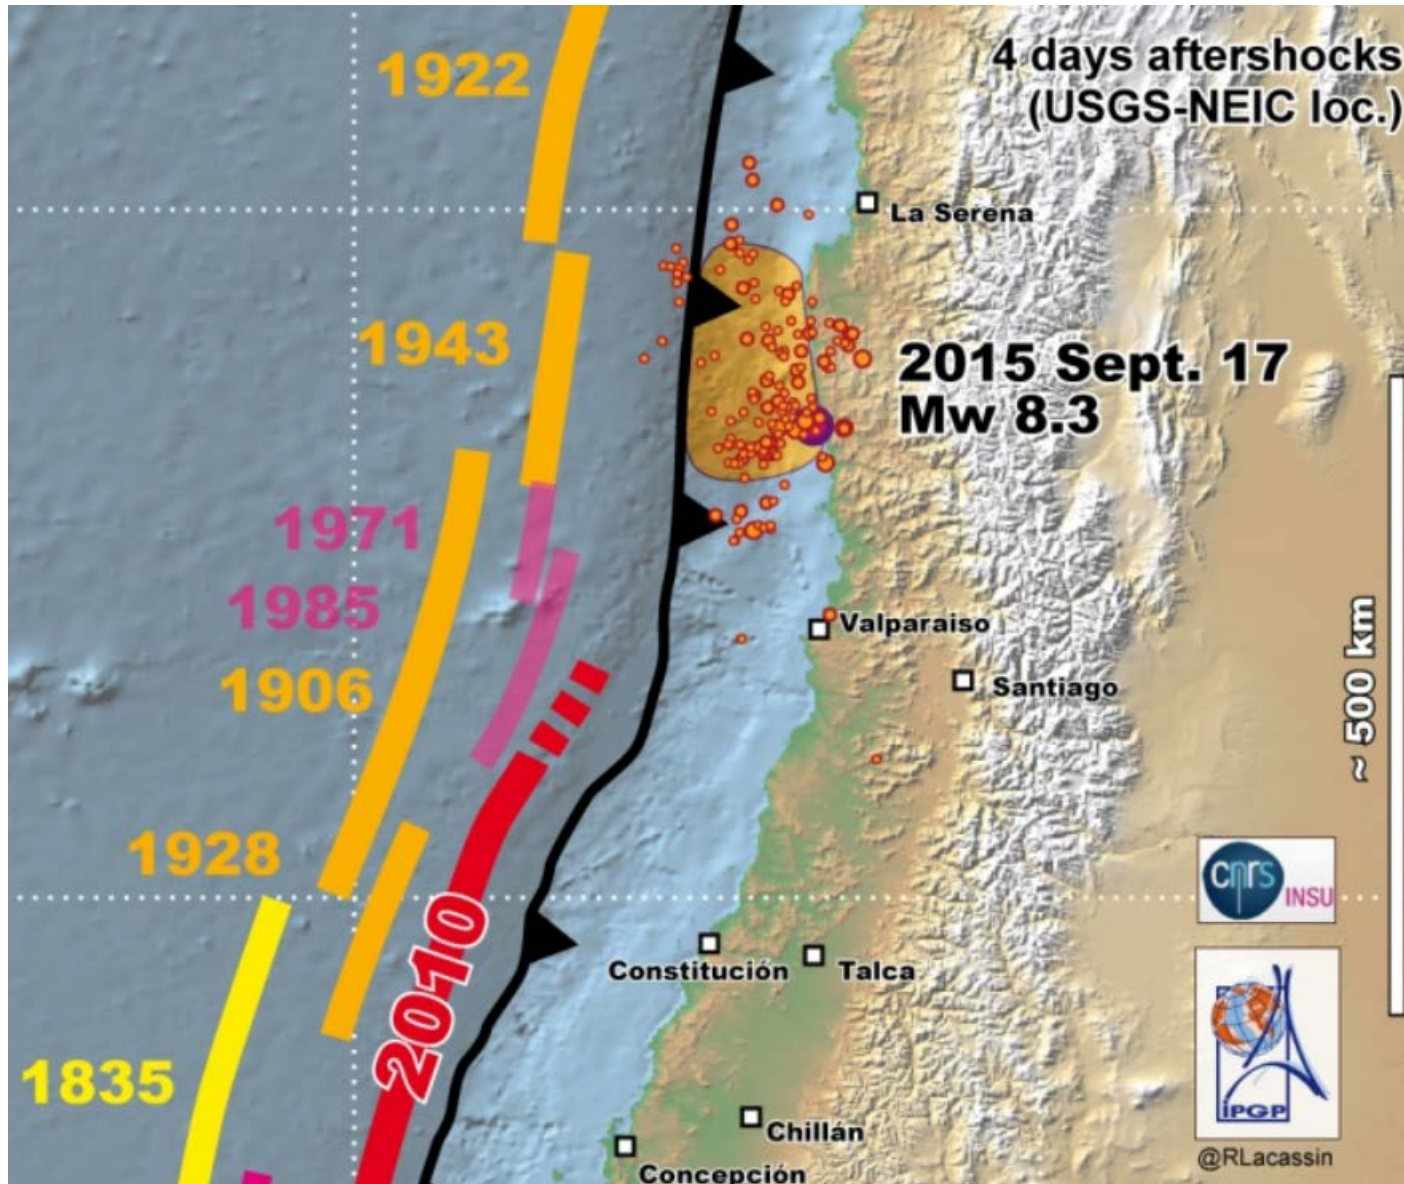 1922
4 days aftershocks
(USGS-NEIC loc.)
La Serena
1943
2015 Sept. 17
Mw 8.3
1971
1985
Valparaiso
1906
Santiago
~ 500 km
1928
cnrs
INSU
2010
Constitución
Talca
1835
Chillán
IPGP
Concepción
@RLacassin